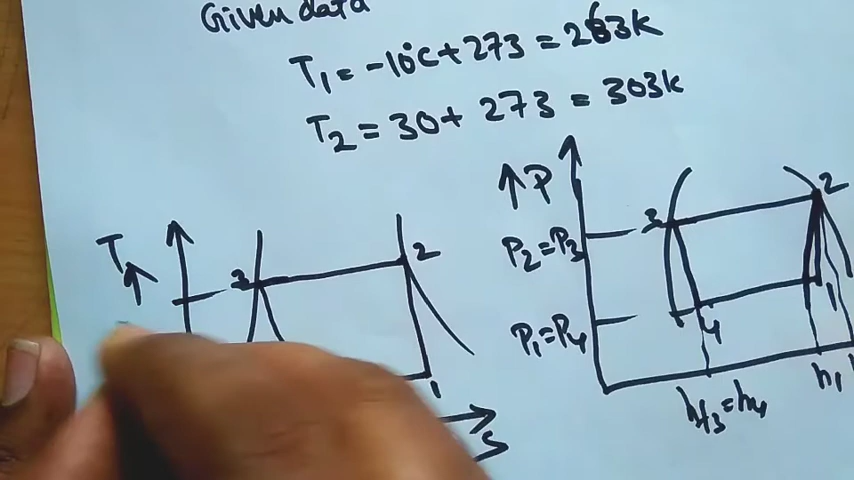 Given data
T1 = -10°C + 273 = 263K
T2 = 30 + 273 = 303K
↑ P
T
↑
3
2
1
S
3
2
P2 = P3
P1 = P4
4
1
hf3 = h4
h1